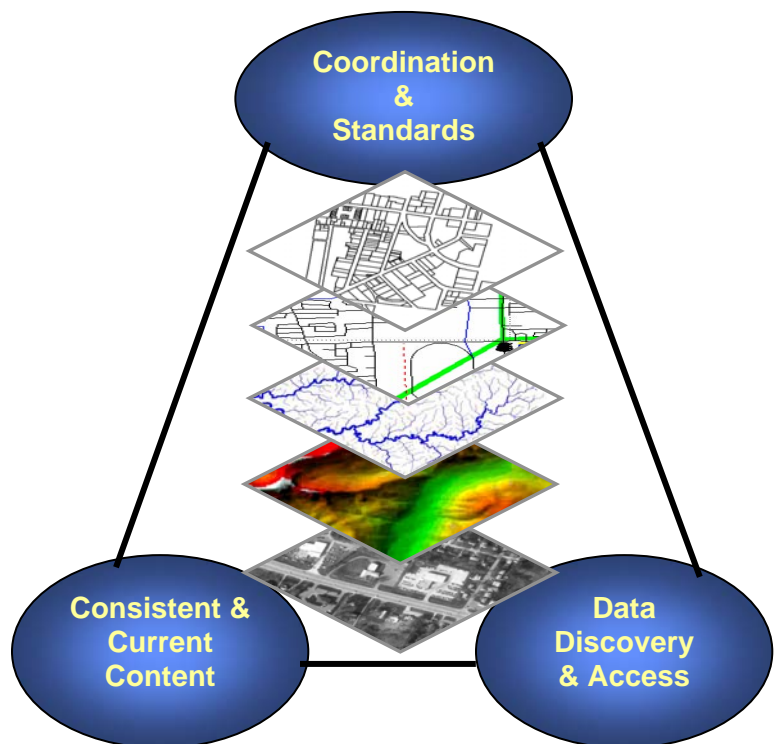 Coordination
&
Standards
Consistent &
Current
Content
Data
Discovery
& Access